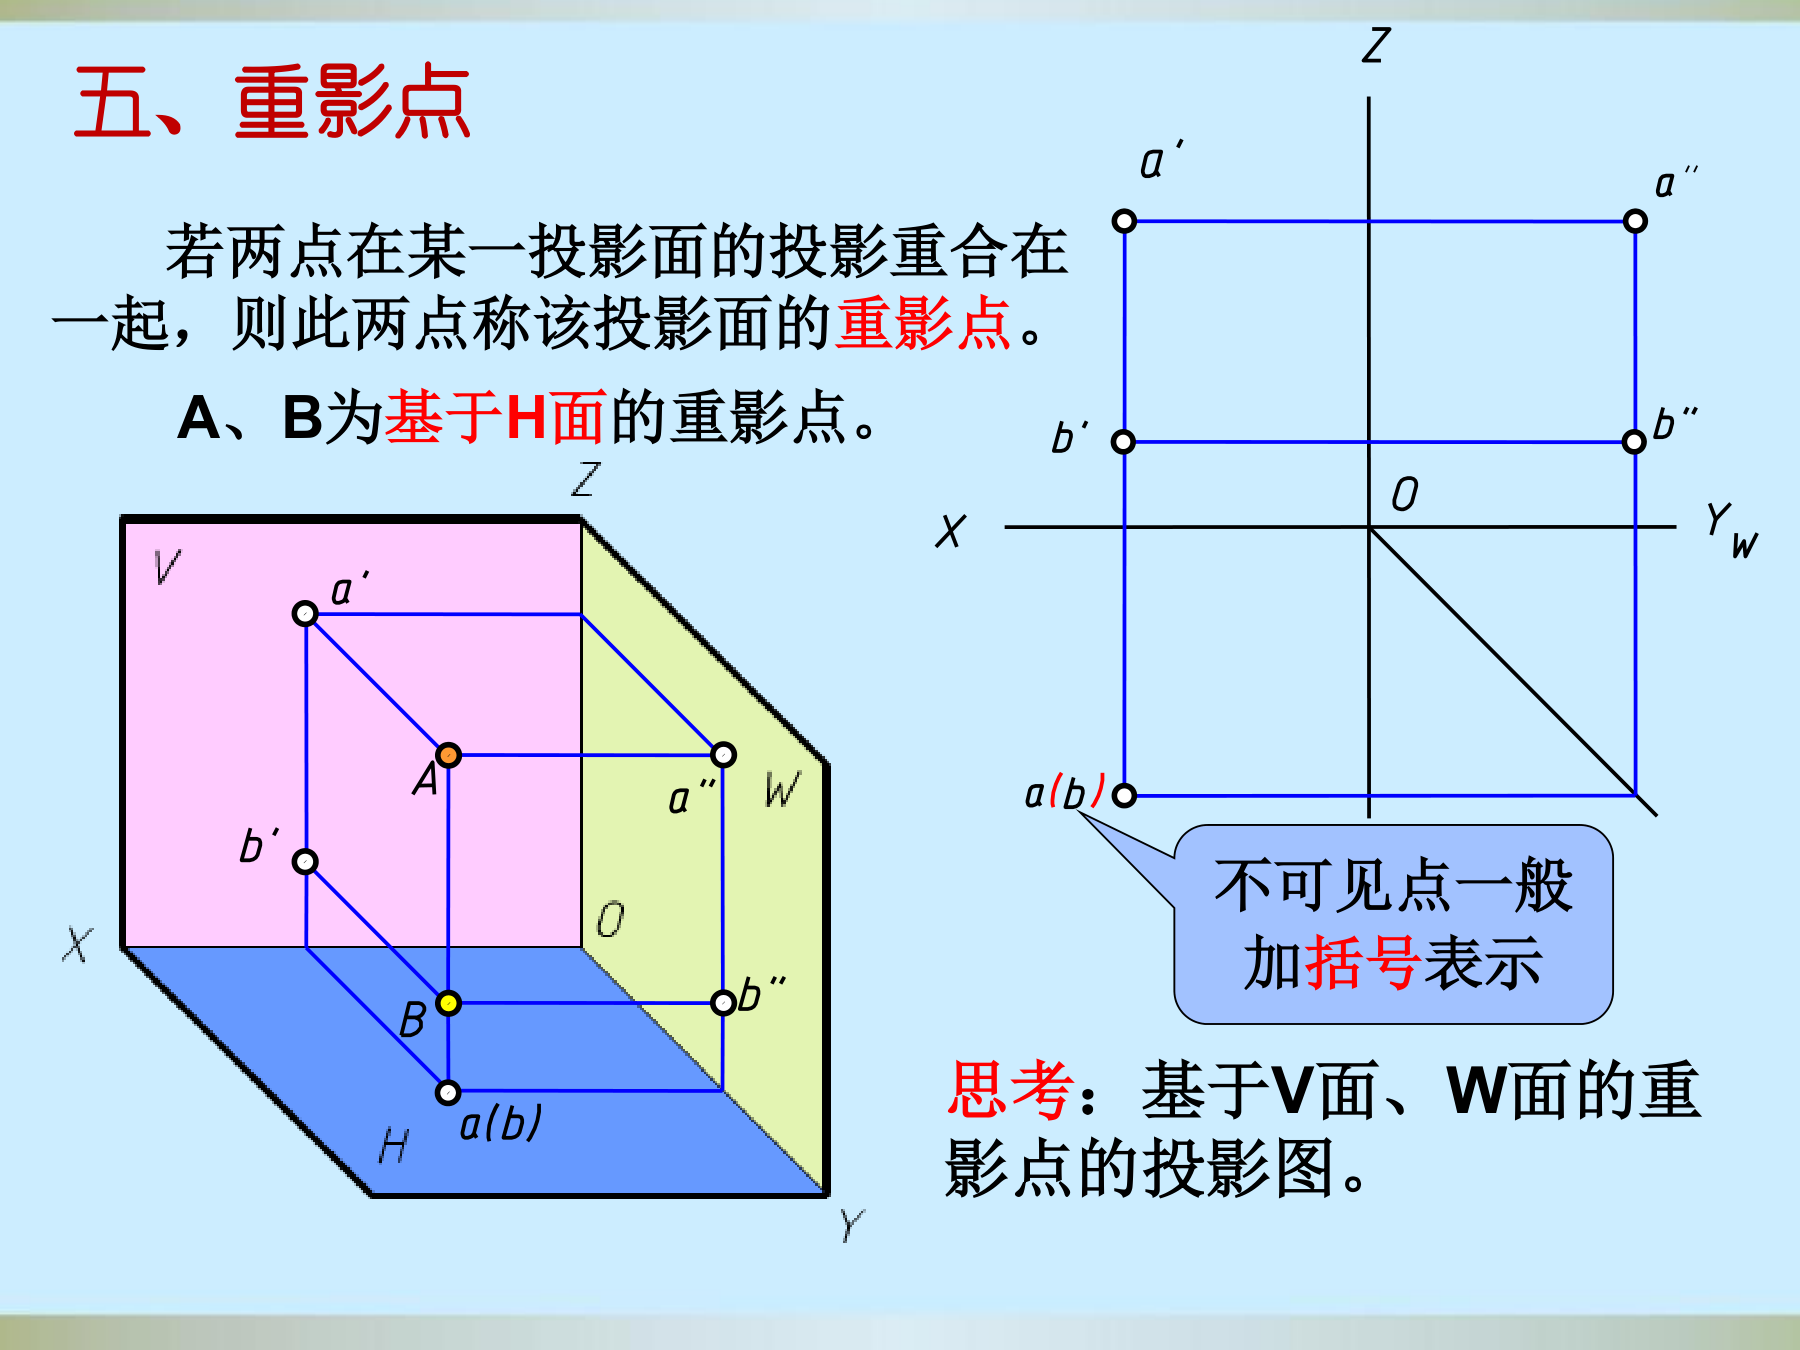 五、重影点
若两点在某一投影面的投影重合在
一起，则此两点称该投影面的重影点。
A、B为基于H面的重影点。
Z
V
a′
A
a″
W
b′
O
X
B
b″
a(b)
H
Y
Z
a′
a″
b′
b″
O
X
YW
a(b)
不可见点一般
加括号表示
思考：基于V面、W面的重
影点的投影图。